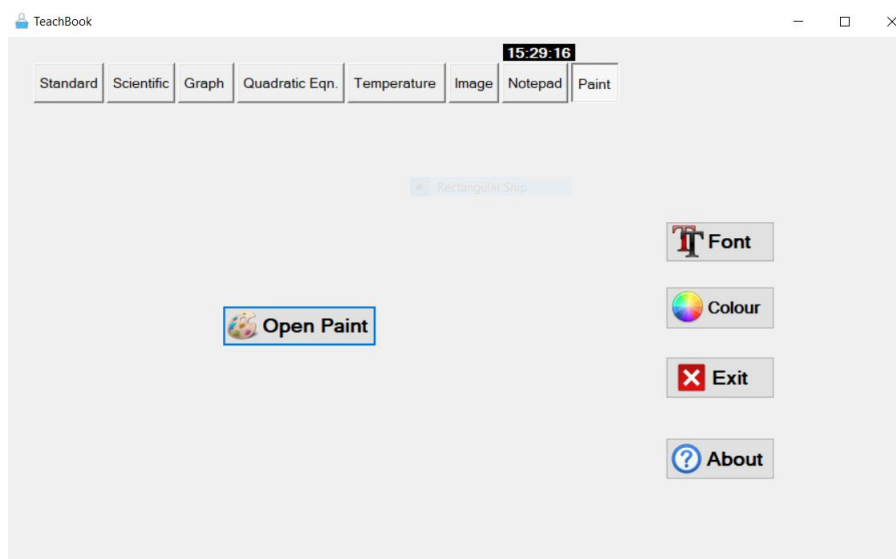 TeachBook
15:29:16
Standard Scientific Graph Quadratic Eqn. Temperature Image Notepad Paint
Rectangular Snip
Font
Colour
Open Paint
Exit
About